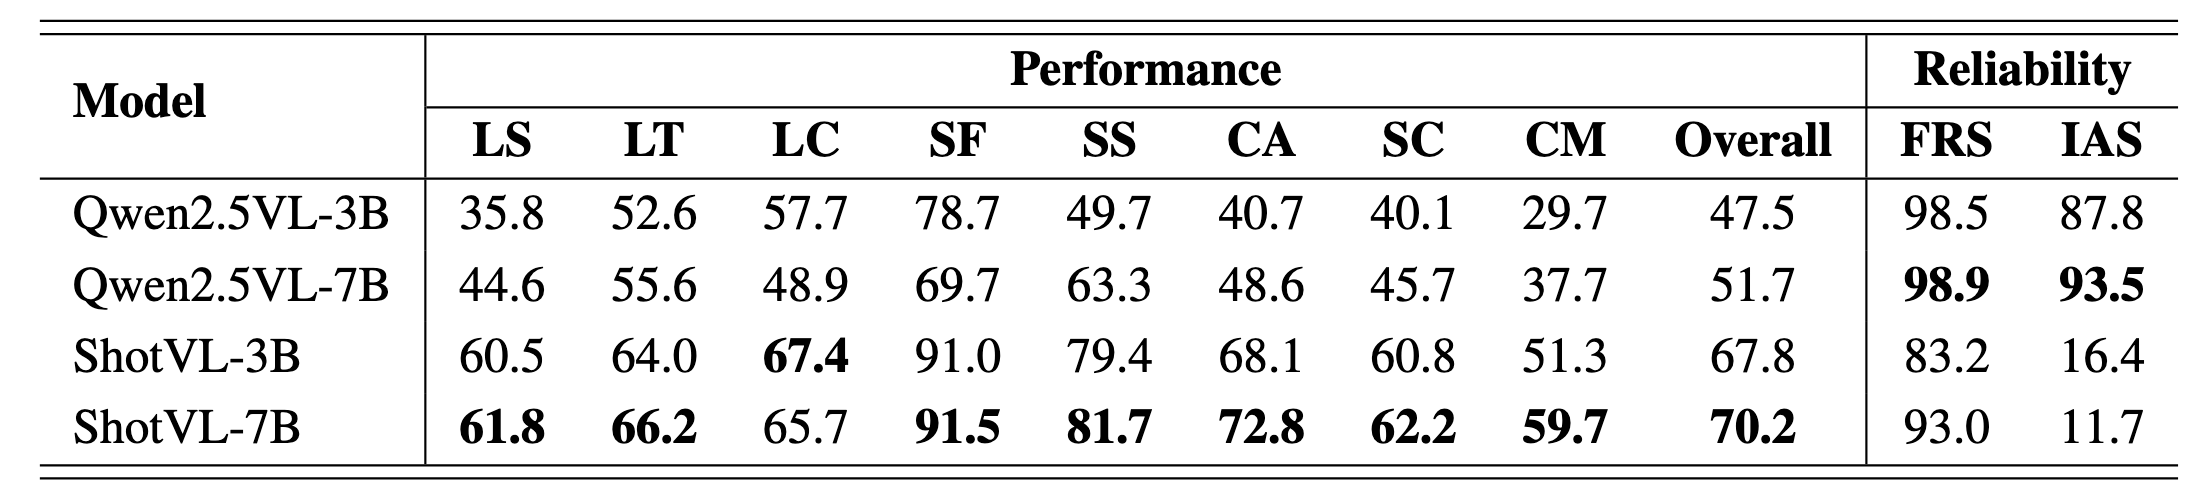 Model Performance Reliability
LS LT LC SF SS CA SC CM Overall FRS IAS
Qwen2.5VL-3B 35.8 52.6 57.7 78.7 49.7 40.7 40.1 29.7 47.5 98.5 87.8
Qwen2.5VL-7B 44.6 55.6 48.9 69.7 63.3 48.6 45.7 37.7 51.7 98.9 93.5
ShotVL-3B 60.5 64.0 67.4 91.0 79.4 68.1 60.8 51.3 67.8 83.2 16.4
ShotVL-7B 61.8 66.2 65.7 91.5 81.7 72.8 62.2 59.7 70.2 93.0 11.7